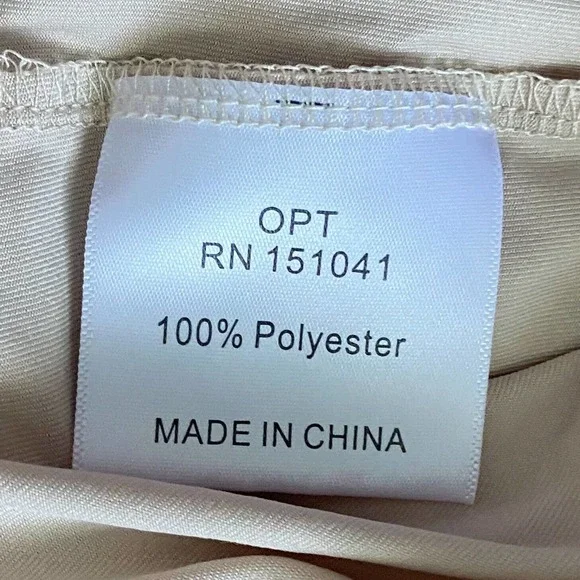 OPT
RN 151041
100% Polyester
MADE IN CHINA